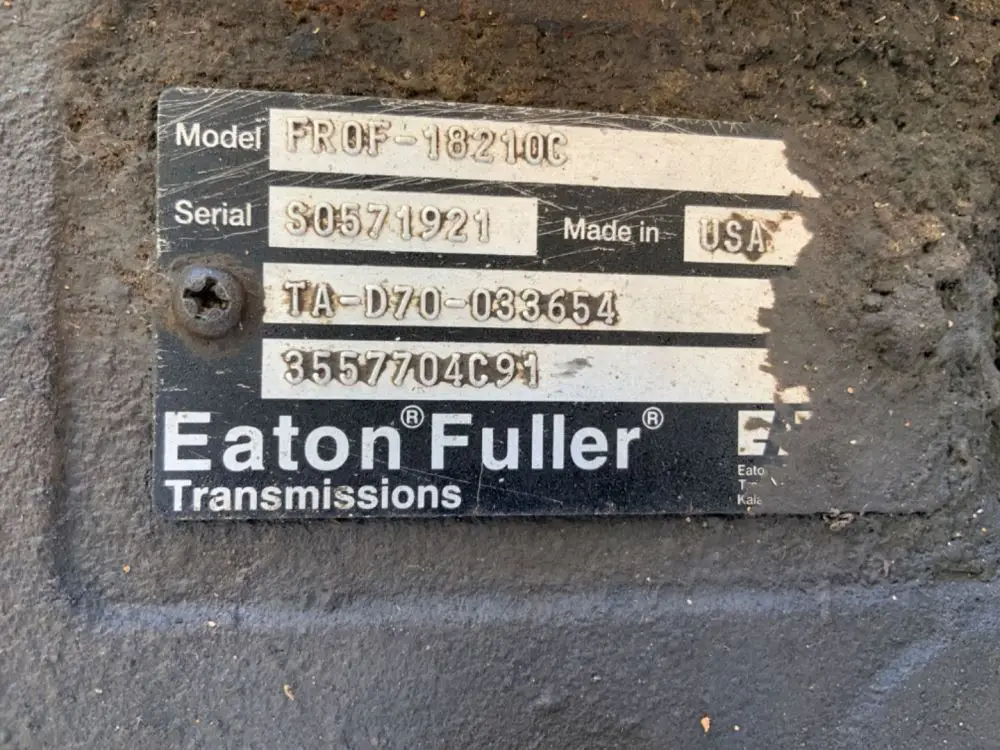 Model FROF-18210C
Serial S0571921 Made in USA
TA-D70-033654
3557704C91
Eaton® Fuller®
Transmissions